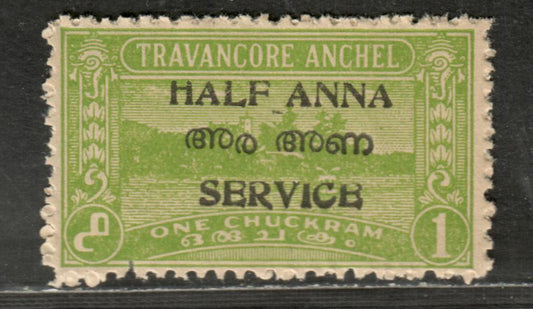 TRAVANCORE ANCHEL
HALF ANNA
അര അണ
SERVICE
ONE CHUCKRAM
ഒരുചക്രം
1